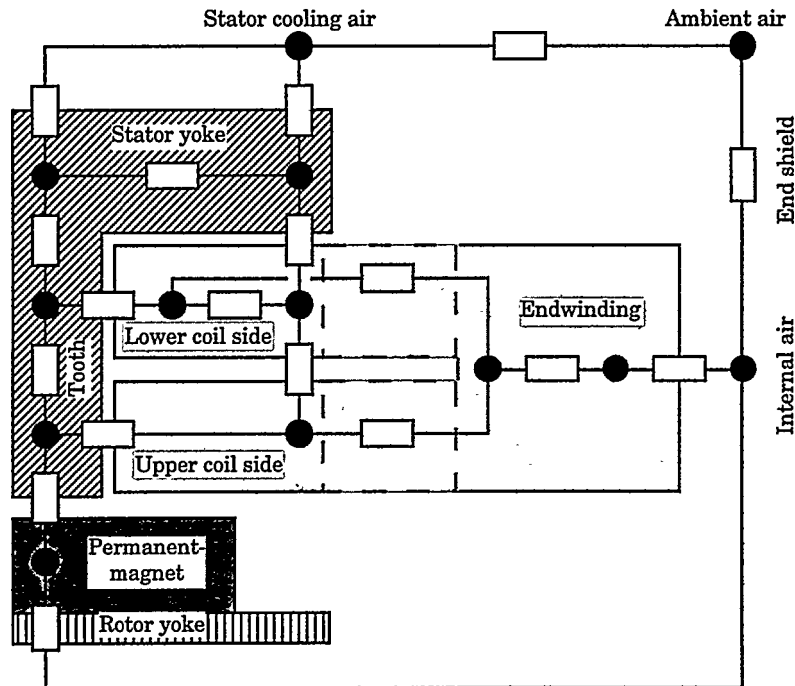 Stator cooling air
Ambient air
Stator yoke
End shield
Endwinding
Lower coil side
Tooth
Internal air
Upper coil side
Permanent-
magnet
Rotor yoke